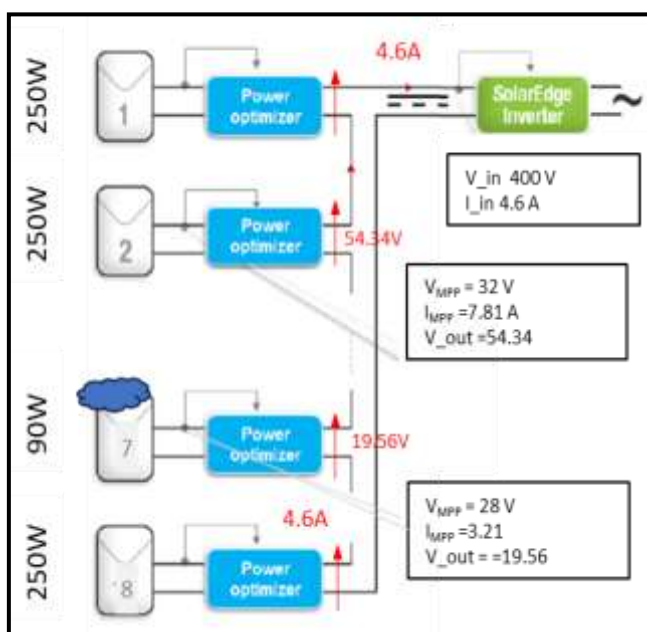 250W
1
Power
optimizer
4.6A
SolarEdge
Inverter
~
V_in 400 V
I_in 4.6 A
250W
2
Power
optimizer
54.34V
V_MPP = 32 V
I_MPP =7.81 A
V_out =54.34
90W
7
Power
optimizer
19.56V
V_MPP = 28 V
I_MPP =3.21
V_out = =19.56
250W
8
4.6A
Power
optimizer